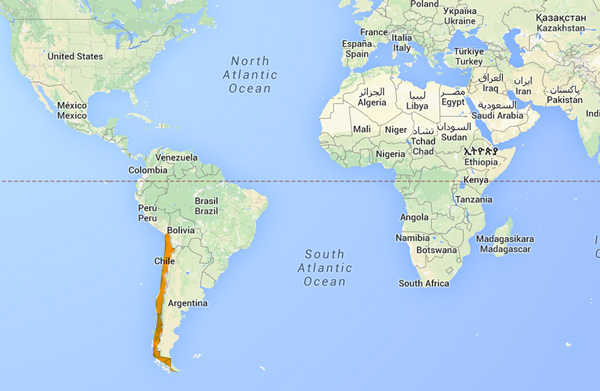 United States
México
Mexico
North
Atlantic
Ocean
Venezuela
Colombia
Perú
Peru
Brasil
Brazil
Bolivia
Chile
Argentina
South
Atlantic
Ocean
Poland
Україна
Ukraine
France
Italia
Italy
España
Spain
Türkiye
Turkey
Қазақстан
Kazakhstan
العراق
Iraq
ایران
Iran
پاکستان
Pakistan
الجزائر
Algeria
ليبيا
Libya
مصر
Egypt
السعودية
Saudi Arabia
Mali
Niger
تشاد
Tchad
Chad
السودان
Sudan
Nigeria
ኢትዮጵያ
Ethiopia
Kenya
Tanzania
Angola
Namibia
Botswana
Madagasikara
Madagascar
South Africa